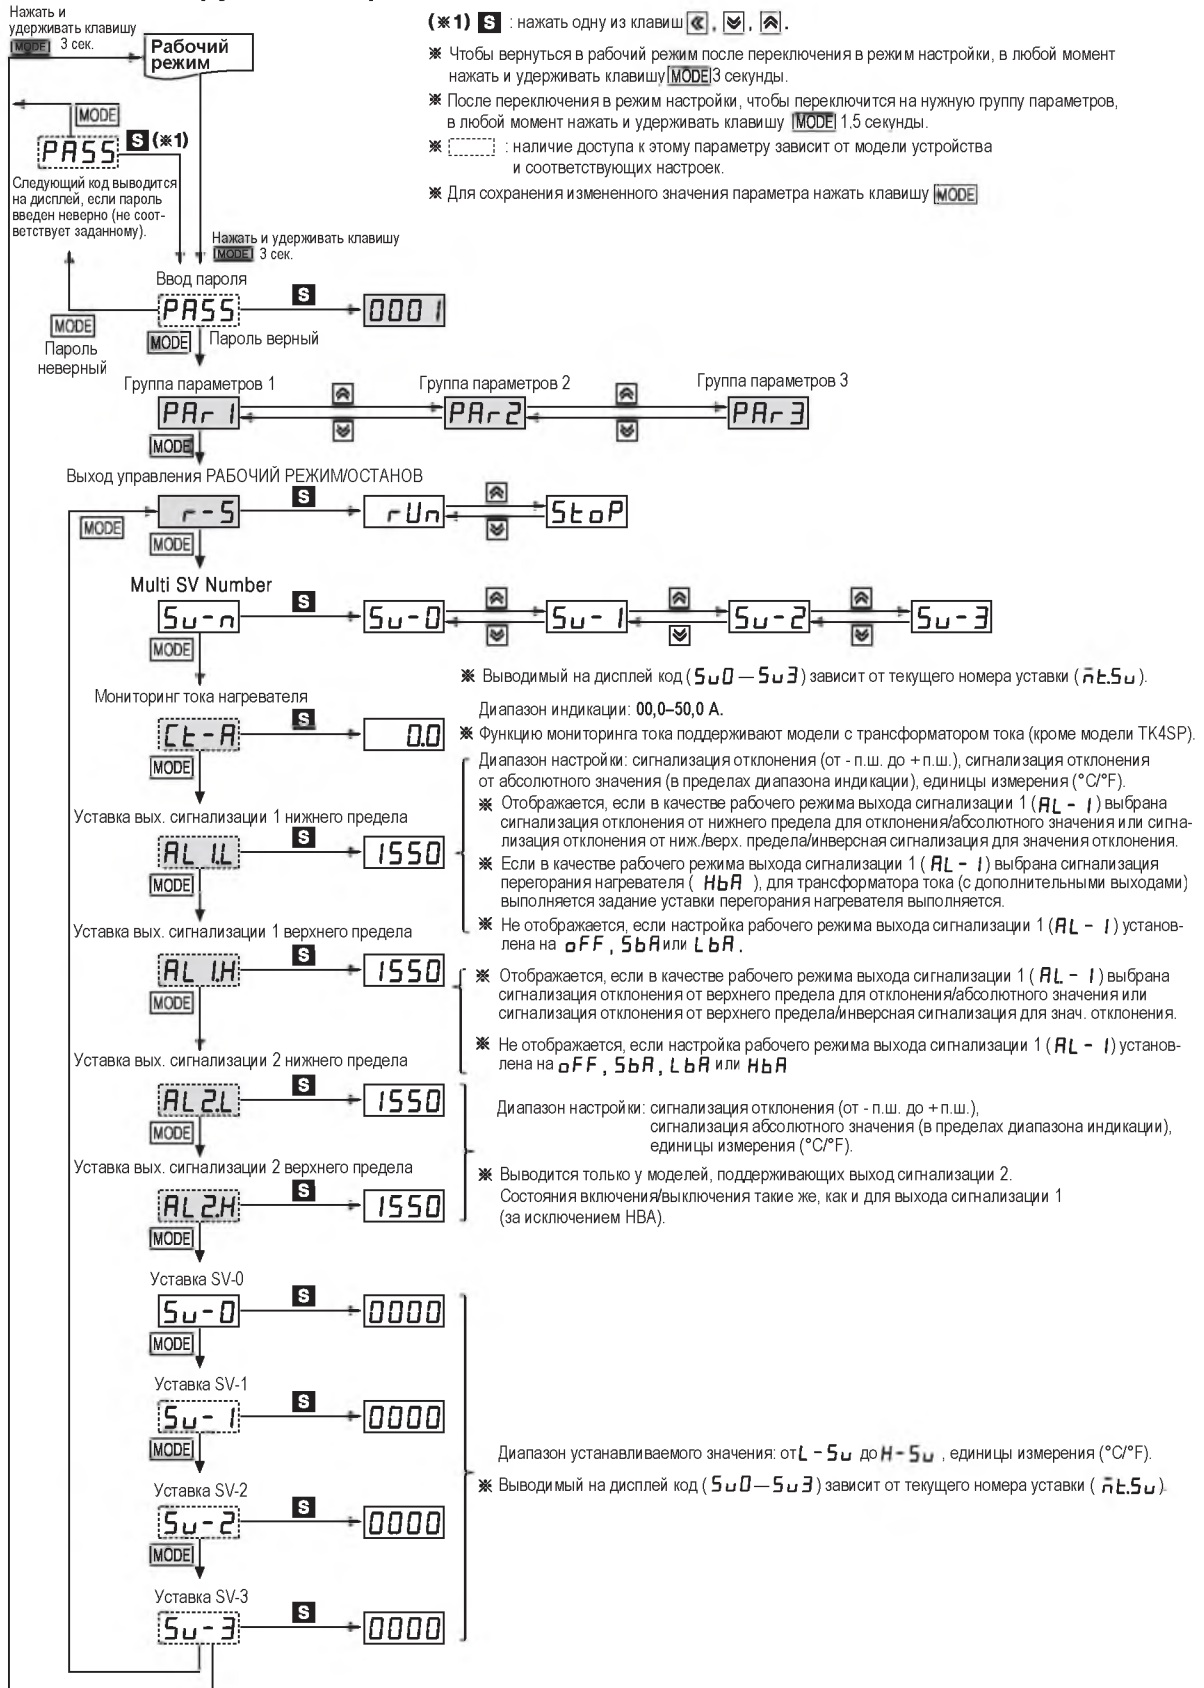 Нажать и
удерживать клавишу
MODE 3 сек.
Рабочий
режим
(※1) S : нажать одну из клавиш «, ¥, ^.
※ Чтобы вернуться в рабочий режим после переключения в режим настройки, в любой момент
нажать и удерживать клавишу MODE 3 секунды.
※ После переключения в режим настройки, чтобы переключится на нужную группу параметров,
в любой момент нажать и удерживать клавишу MODE 1,5 секунды.
※ : наличие доступа к этому параметру зависит от модели устройства
и соответствующих настроек.
※ Для сохранения измененного значения параметра нажать клавишу MODE
MODE
PASS S (※1)
Следующий код выводится
на дисплей, если пароль
введен неверно (не соот-
ветствует заданному).
Нажать и удерживать клавишу
MODE 3 сек.
Ввод пароля
PASS S 0001
MODE
Пароль
неверный
MODE Пароль верный
Группа параметров 1 Группа параметров 2 Группа параметров 3
PAr1 PAr2 PAr3
MODE
Выход управления РАБОЧИЙ РЕЖИМ/ОСТАНОВ
MODE r-S S rUn StoP
MODE
Multi SV Number
Su-n S Su-0 Su-1 Su-2 Su-3
MODE
※ Выводимый на дисплей код (Su0 — Su3) зависит от текущего номера уставки (ñt.Su).
Мониторинг тока нагревателя
Диапазон индикации: 00,0–50,0 А.
Ct-A S 0.0
MODE
※ Функцию мониторинга тока поддерживают модели с трансформатором тока (кроме модели TK4SP).
Диапазон настройки: сигнализация отклонения (от - п.ш. до + п.ш.), сигнализация отклонения
от абсолютного значения (в пределах диапазона индикации), единицы измерения (°C/°F).
Уставка вых. сигнализации 1 нижнего предела
AL1.L S 1550
MODE
※ Отображается, если в качестве рабочего режима выхода сигнализации 1 (AL - 1) выбрана
сигнализация отклонения от нижнего предела для отклонения/абсолютного значения или сигна-
лизация отклонения от ниж./верх. предела/инверсная сигнализация для значения отклонения.
※ Если в качестве рабочего режима выхода сигнализации 1 (AL - 1) выбрана сигнализация
перегорания нагревателя (HbA), для трансформатора тока (с дополнительными выходами)
выполняется задание уставки перегорания нагревателя выполняется.
※ Не отображается, если настройка рабочего режима выхода сигнализации 1 (AL - 1) установ-
лена на oFF, SbA или LbA.
Уставка вых. сигнализации 1 верхнего предела
AL1.H S 1550
MODE
※ Отображается, если в качестве рабочего режима выхода сигнализации 1 (AL - 1) выбрана
сигнализация отклонения от верхнего предела для отклонения/абсолютного значения или
сигнализация отклонения от верхнего предела/инверсная сигнализация для знач. отклонения.
※ Не отображается, если настройка рабочего режима выхода сигнализации 1 (AL - 1) установ-
лена на oFF, SbA, LbA или HbA
Уставка вых. сигнализации 2 нижнего предела
AL2.L S 1550
MODE
Диапазон настройки: сигнализация отклонения (от - п.ш. до + п.ш.),
сигнализация абсолютного значения (в пределах диапазона индикации),
единицы измерения (°C/°F).
Уставка вых. сигнализации 2 верхнего предела
AL2.H S 1550
MODE
※ Выводится только у моделей, поддерживающих выход сигнализации 2.
Состояния включения/выключения такие же, как и для выхода сигнализации 1
(за исключением HBA).
Уставка SV-0
Su-0 S 0000
MODE
Уставка SV-1
Su-1 S 0000
MODE
Диапазон устанавливаемого значения: от L - Su до H - Su , единицы измерения (°C/°F).
※ Выводимый на дисплей код (Su0 — Su3) зависит от текущего номера уставки (ñt.Su).
Уставка SV-2
Su-2 S 0000
MODE
Уставка SV-3
Su-3 S 0000